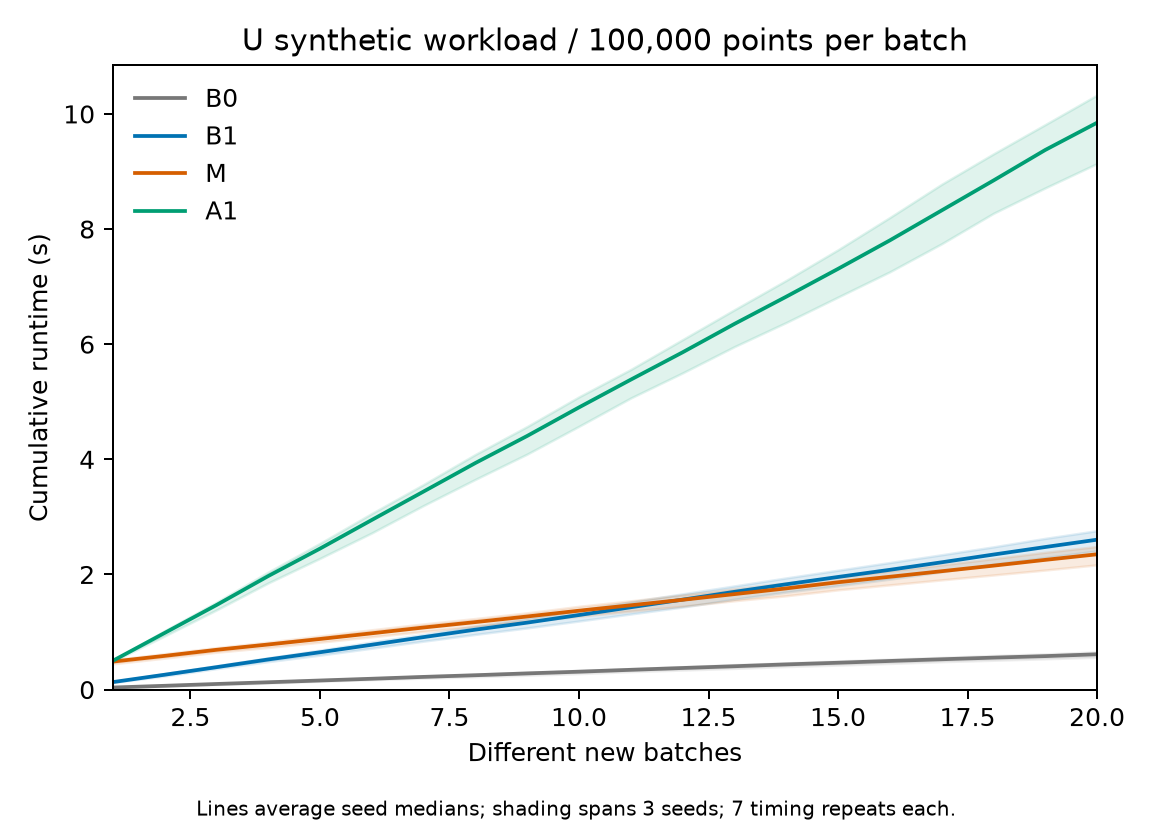 U synthetic workload / 100,000 points per batch
B0
B1
M
A1
Cumulative runtime (s)
10
8
6
4
2
0
2.5 5.0 7.5 10.0 12.5 15.0 17.5 20.0
Different new batches
Lines average seed medians; shading spans 3 seeds; 7 timing repeats each.